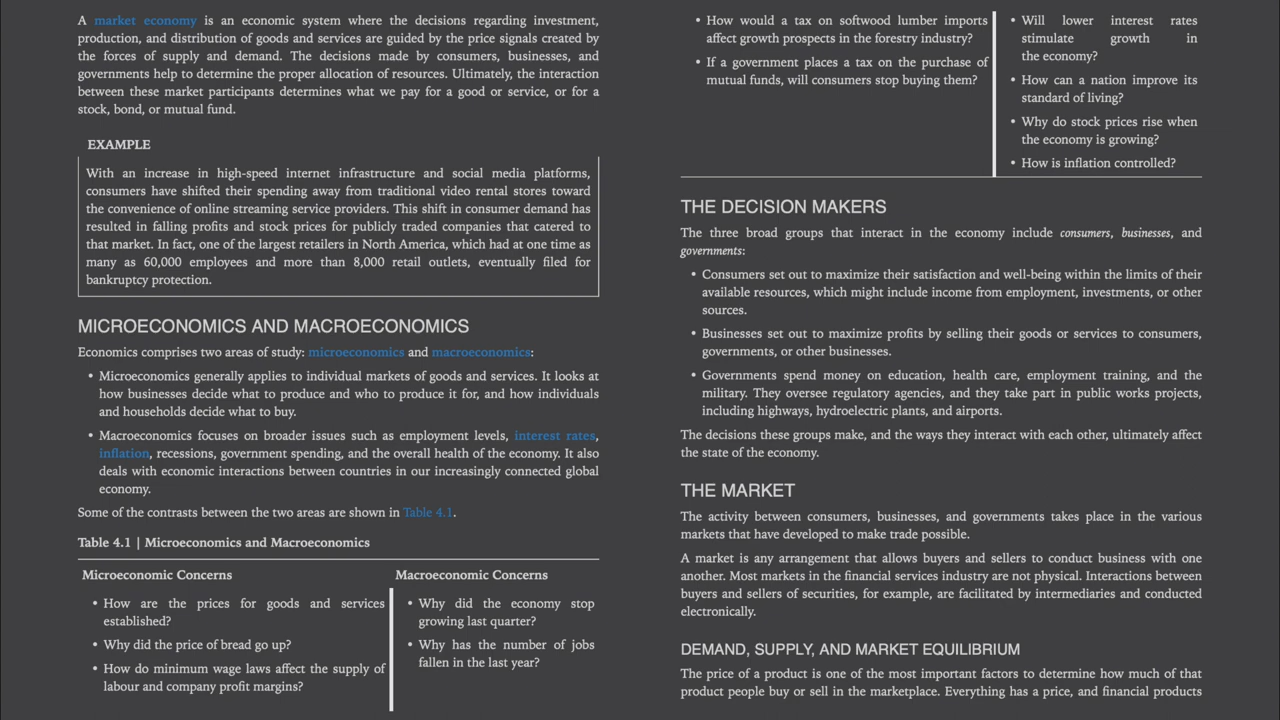 A market economy is an economic system where the decisions regarding investment,
production, and distribution of goods and services are guided by the price signals created by
the forces of supply and demand. The decisions made by consumers, businesses, and
governments help to determine the proper allocation of resources. Ultimately, the interaction
between these market participants determines what we pay for a good or service, or for a
stock, bond, or mutual fund.
EXAMPLE
With an increase in high-speed internet infrastructure and social media platforms,
consumers have shifted their spending away from traditional video rental stores toward
the convenience of online streaming service providers. This shift in consumer demand has
resulted in falling profits and stock prices for publicly traded companies that catered to
that market. In fact, one of the largest retailers in North America, which had at one time as
many as 60,000 employees and more than 8,000 retail outlets, eventually filed for
bankruptcy protection.
MICROECONOMICS AND MACROECONOMICS
Economics comprises two areas of study: microeconomics and macroeconomics:
• Microeconomics generally applies to individual markets of goods and services. It looks at
how businesses decide what to produce and who to produce it for, and how individuals
and households decide what to buy.
• Macroeconomics focuses on broader issues such as employment levels, interest rates,
inflation, recessions, government spending, and the overall health of the economy. It also
deals with economic interactions between countries in our increasingly connected global
economy.
Some of the contrasts between the two areas are shown in Table 4.1.
Table 4.1 | Microeconomics and Macroeconomics
Microeconomic Concerns
• How are the prices for goods and services
established?
• Why did the price of bread go up?
• How do minimum wage laws affect the supply of
labour and company profit margins?
Macroeconomic Concerns
• Why did the economy stop
growing last quarter?
• Why has the number of jobs
fallen in the last year?
• How would a tax on softwood lumber imports
affect growth prospects in the forestry industry?
• If a government places a tax on the purchase of
mutual funds, will consumers stop buying them?
• Will lower interest rates
stimulate growth in
the economy?
• How can a nation improve its
standard of living?
• Why do stock prices rise when
the economy is growing?
• How is inflation controlled?
THE DECISION MAKERS
The three broad groups that interact in the economy include consumers, businesses, and
governments:
• Consumers set out to maximize their satisfaction and well-being within the limits of their
available resources, which might include income from employment, investments, or other
sources.
• Businesses set out to maximize profits by selling their goods or services to consumers,
governments, or other businesses.
• Governments spend money on education, health care, employment training, and the
military. They oversee regulatory agencies, and they take part in public works projects,
including highways, hydroelectric plants, and airports.
The decisions these groups make, and the ways they interact with each other, ultimately affect
the state of the economy.
THE MARKET
The activity between consumers, businesses, and governments takes place in the various
markets that have developed to make trade possible.
A market is any arrangement that allows buyers and sellers to conduct business with one
another. Most markets in the financial services industry are not physical. Interactions between
buyers and sellers of securities, for example, are facilitated by intermediaries and conducted
electronically.
DEMAND, SUPPLY, AND MARKET EQUILIBRIUM
The price of a product is one of the most important factors to determine how much of that
product people buy or sell in the marketplace. Everything has a price, and financial products